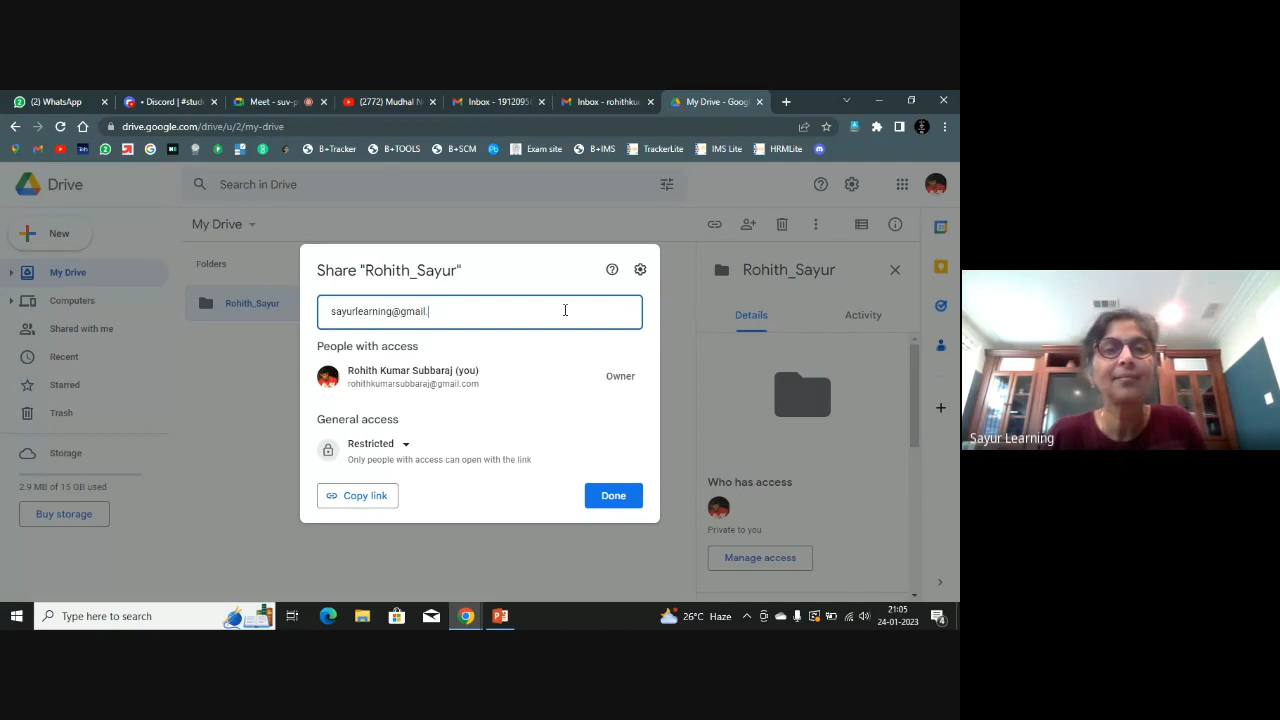 (2) WhatsApp
• Discord | #stud
Meet - suv-p
(2772) Mudhal N
Inbox - 1912095
Inbox - rohithku
My Drive - Goog
drive.google.com/drive/u/2/my-drive
B+Tracker
B+TOOLS
B+SCM
Exam site
B+IMS
TrackerLite
IMS Lite
HRMLite
Drive
Search in Drive
New
My Drive
Computers
Shared with me
Recent
Starred
Trash
Storage
2.9 MB of 15 GB used
Buy storage
My Drive
Folders
Rohith_Sayur
Share "Rohith_Sayur"
sayurlearning@gmail.
People with access
Rohith Kumar Subbaraj (you)
rohithkumarsubbaraj@gmail.com
Owner
General access
Restricted
Only people with access can open with the link
Copy link
Done
Rohith_Sayur
Details
Activity
Who has access
Private to you
Manage access
Type here to search
26°C Haze
21:05
24-01-2023
4
Sayur Learning